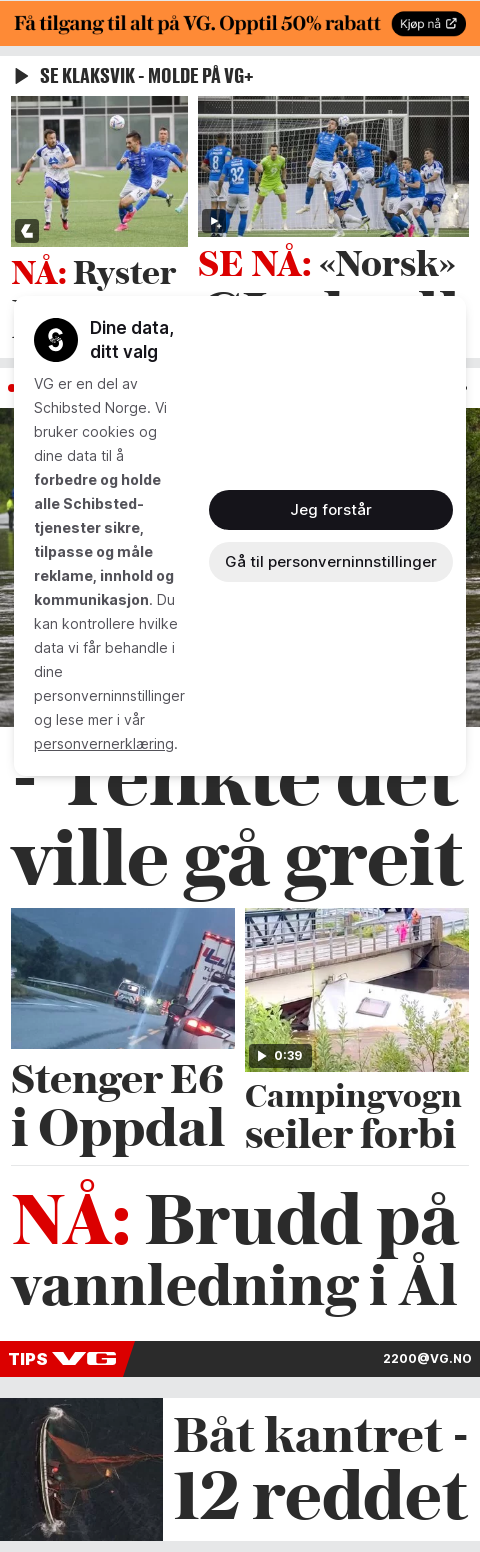 Få tilgang til alt på VG. Opptil 50% rabatt
Kjøp nå
SE KLAKSVIK - MOLDE PÅ VG+
NÅ: Ryster
SE NÅ: «Norsk»
Dine data,
ditt valg
VG er en del av
Schibsted Norge. Vi
bruker cookies og
dine data til å
forbedre og holde
alle Schibsted-
tjenester sikre,
tilpasse og måle
reklame, innhold og
kommunikasjon. Du
kan kontrollere hvilke
data vi får behandle i
dine
personverninnstillinger
og lese mer i vår
personvernerklæring.
Jeg forstår
Gå til personverninnstillinger
- Tenkte det
ville gå greit
Stenger E6
i Oppdal
0:39
Campingvogn
seiler forbi
NÅ: Brudd på
vannledning i Ål
TIPS VG
2200@VG.NO
Båt kantret -
12 reddet